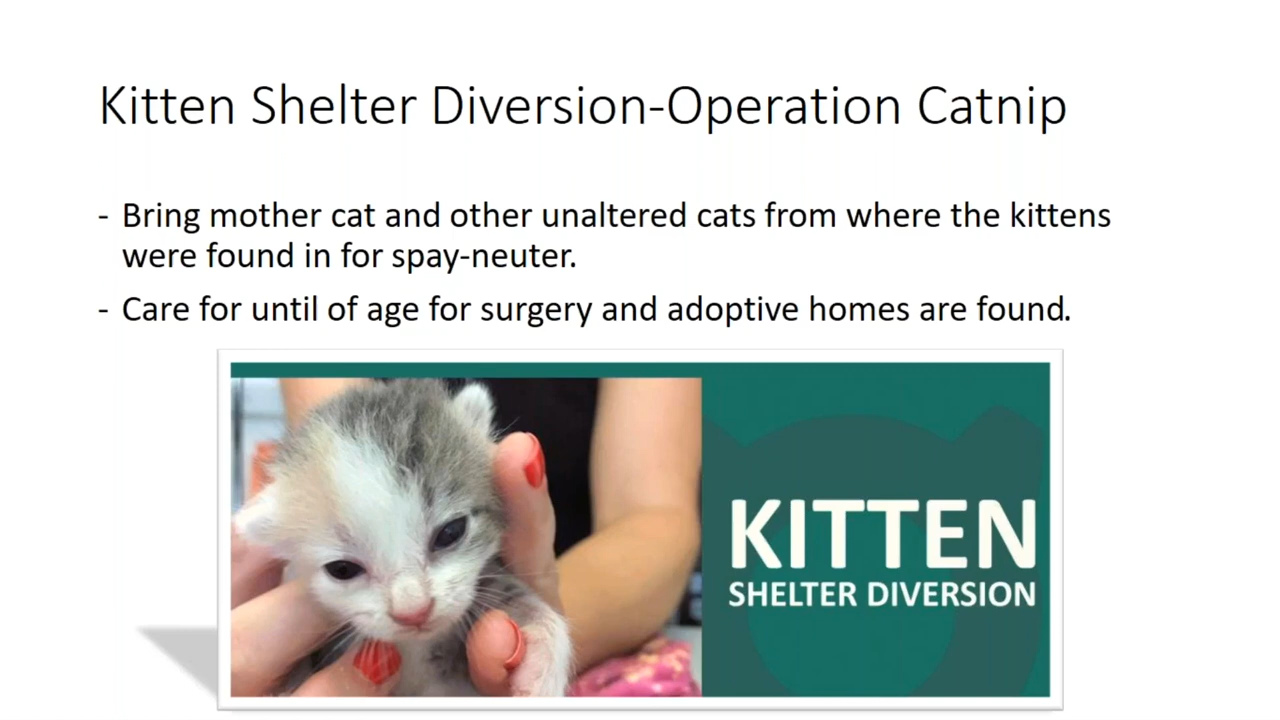 Kitten Shelter Diversion-Operation Catnip
- Bring mother cat and other unaltered cats from where the kittens
were found in for spay-neuter.
- Care for until of age for surgery and adoptive homes are found.
KITTEN
SHELTER DIVERSION